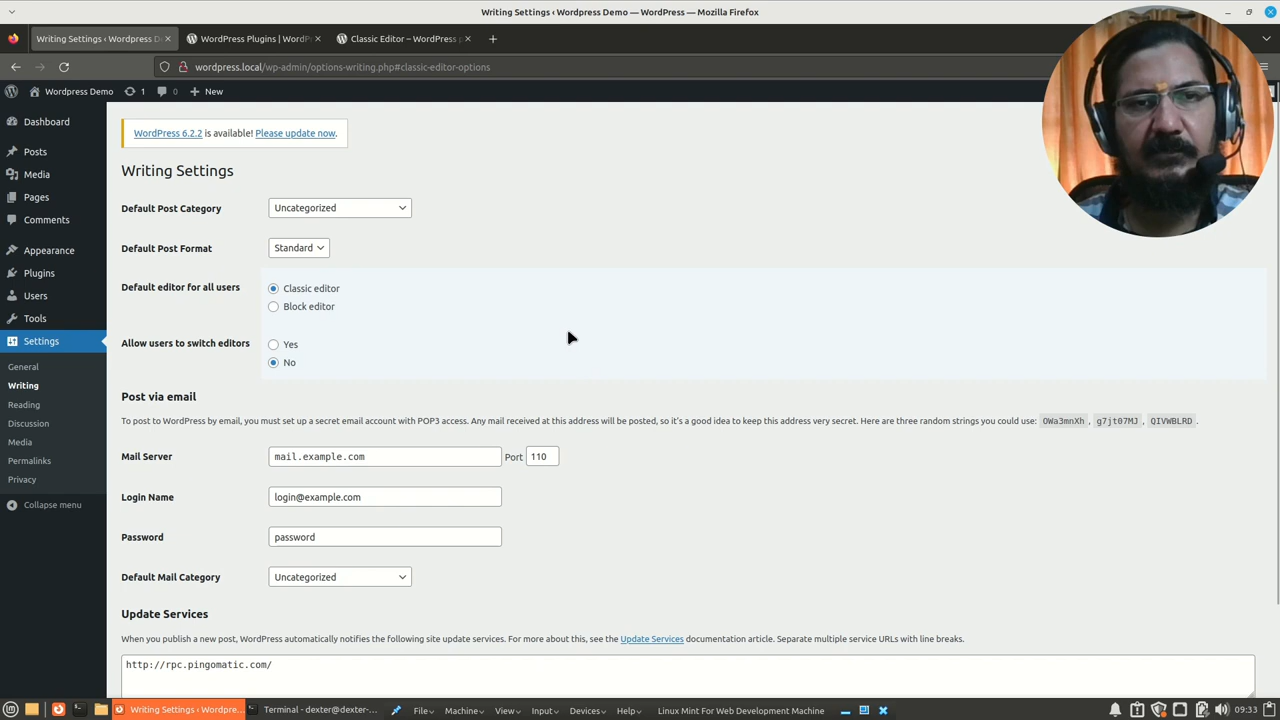 Writing Settings ‹ Wordpress Demo — WordPress — Mozilla Firefox
Writing Settings ‹ Wordpress D
WordPress Plugins | WordP
Classic Editor – WordPress p
wordpress.local/wp-admin/options-writing.php#classic-editor-options
Wordpress Demo 1 0 New
Dashboard
Posts
Media
Pages
Comments
Appearance
Plugins
Users
Tools
Settings
General
Writing
Reading
Discussion
Media
Permalinks
Privacy
Collapse menu
WordPress 6.2.2 is available! Please update now.
Writing Settings
Default Post Category Uncategorized
Default Post Format Standard
Default editor for all users Classic editor
Block editor
Allow users to switch editors Yes
No
Post via email
To post to WordPress by email, you must set up a secret email account with POP3 access. Any mail received at this address will be posted, so it's a good idea to keep this address very secret. Here are three random strings you could use: OWa3mnXh , g7jt07MJ , QIVWBLRD .
Mail Server mail.example.com Port 110
Login Name login@example.com
Password password
Default Mail Category Uncategorized
Update Services
When you publish a new post, WordPress automatically notifies the following site update services. For more about this, see the Update Services documentation article. Separate multiple service URLs with line breaks.
http://rpc.pingomatic.com/
Writing Settings ‹ Wordpre...
Terminal - dexter@dexter-...
File Machine View Input Devices Help Linux Mint For Web Development Machine
09:33